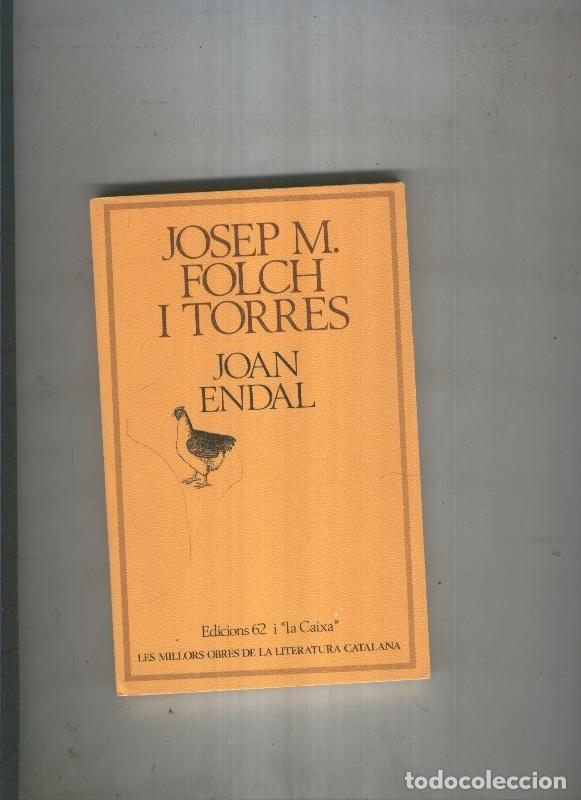 JOSEP M.
FOLCH
I TORRES
JOAN
ENDAL
Edicions 62 i "la Caixa"
LES MILLORS OBRES DE LA LITERATURA CATALANA
todocoleccion